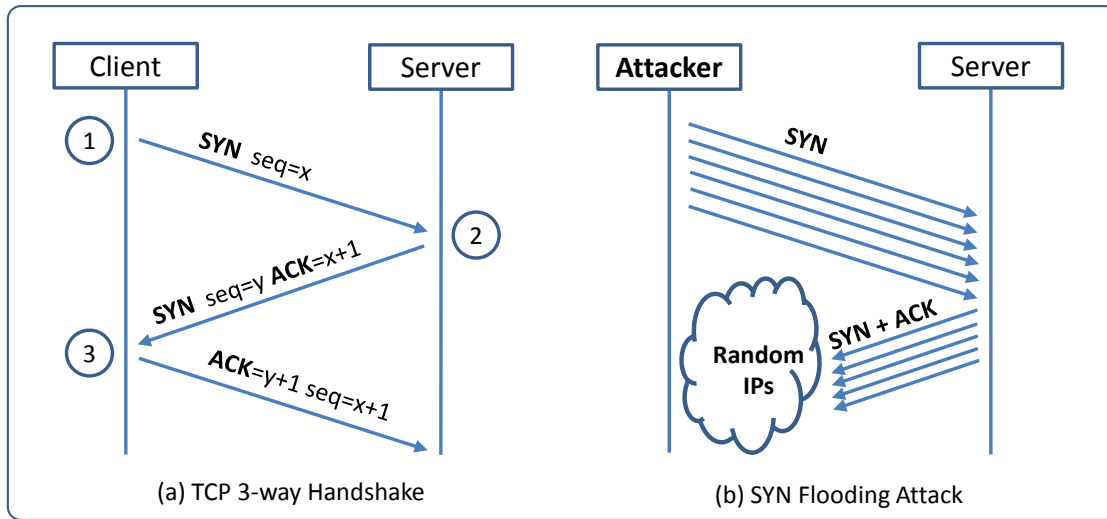 Client
Server
1
SYN seq=x
2
SYN seq=y ACK=x+1
3
ACK=y+1 seq=x+1
(a) TCP 3-way Handshake
Attacker
Server
SYN
SYN + ACK
Random
IPs
(b) SYN Flooding Attack